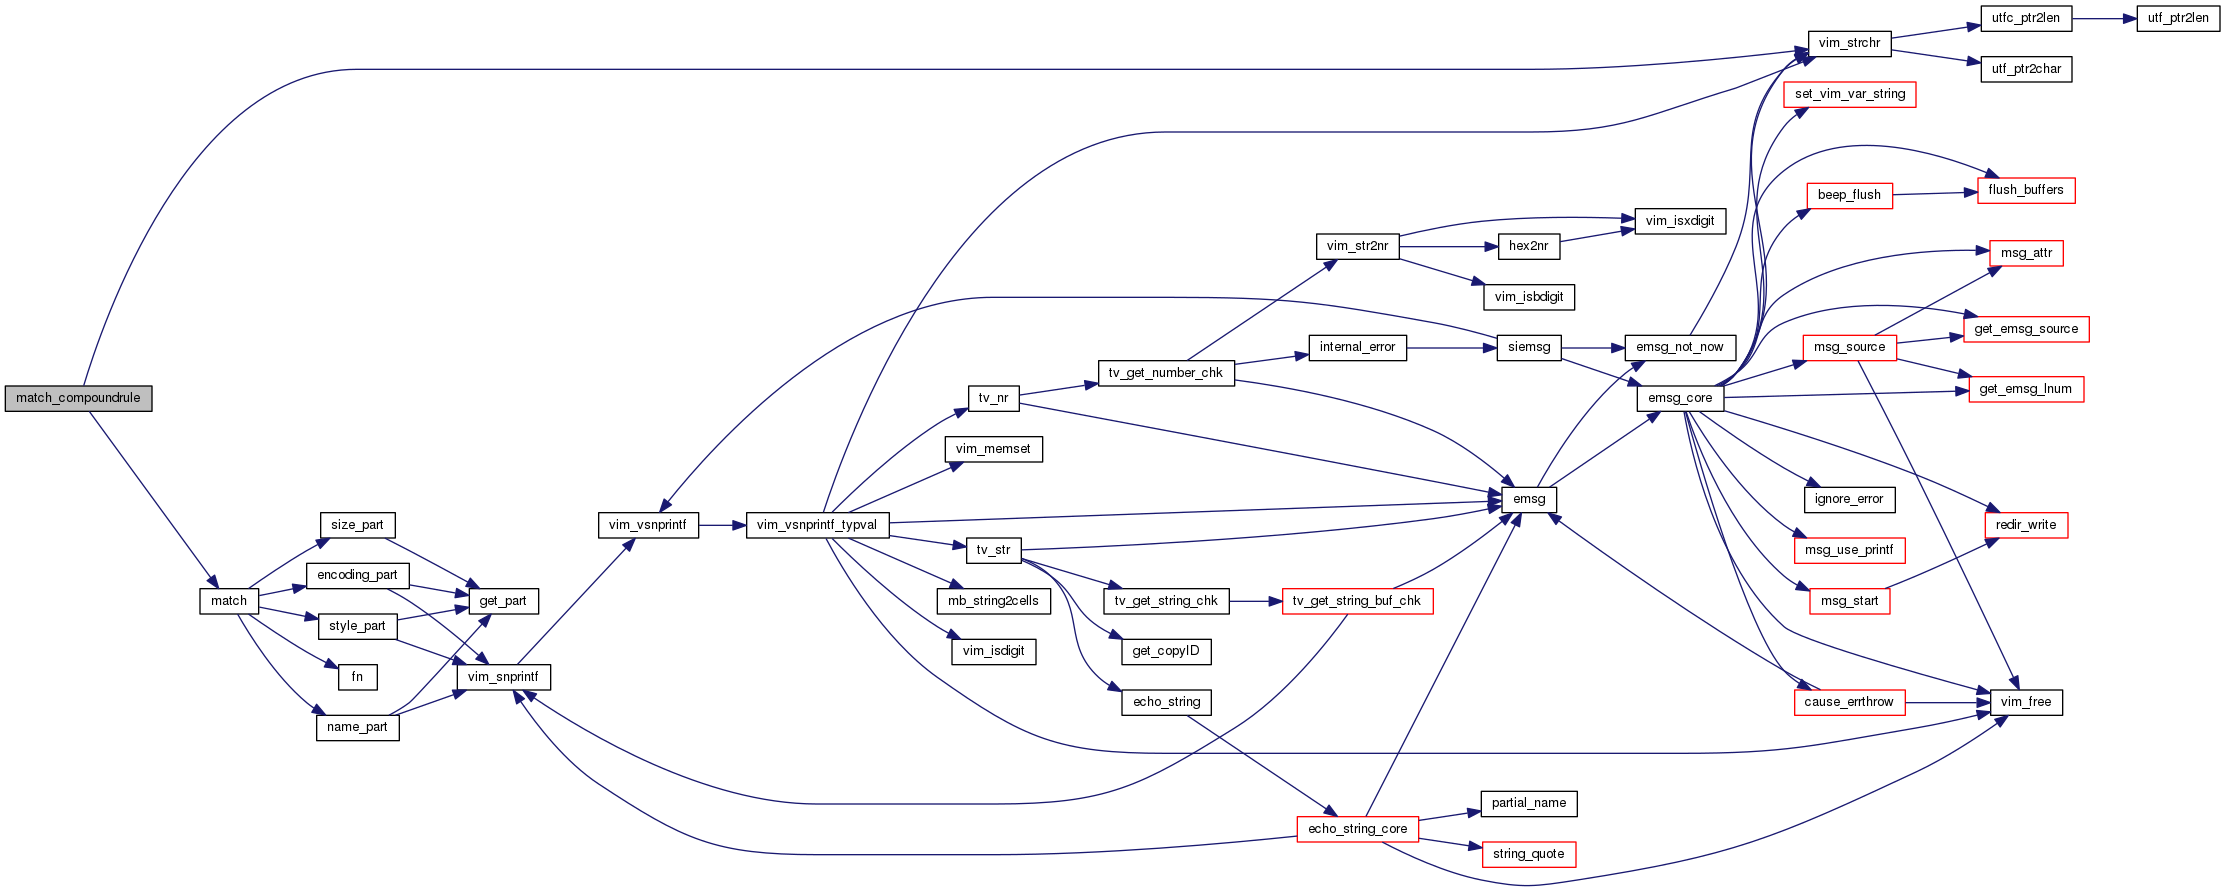 match_compoundrule
match
size_part
encoding_part
style_part
fn
name_part
get_part
vim_snprintf
vim_vsnprintf
vim_vsnprintf_typval
tv_nr
vim_memset
tv_str
mb_string2cells
vim_isdigit
tv_get_number_chk
tv_get_string_chk
get_copyID
echo_string
vim_str2nr
internal_error
tv_get_string_buf_chk
echo_string_core
hex2nr
vim_isbdigit
siemsg
emsg
partial_name
string_quote
vim_isxdigit
emsg_not_now
emsg_core
vim_strchr
set_vim_var_string
beep_flush
msg_source
ignore_error
msg_use_printf
msg_start
cause_errthrow
utfc_ptr2len
utf_ptr2char
flush_buffers
msg_attr
get_emsg_source
get_emsg_lnum
redir_write
vim_free
utf_ptr2len